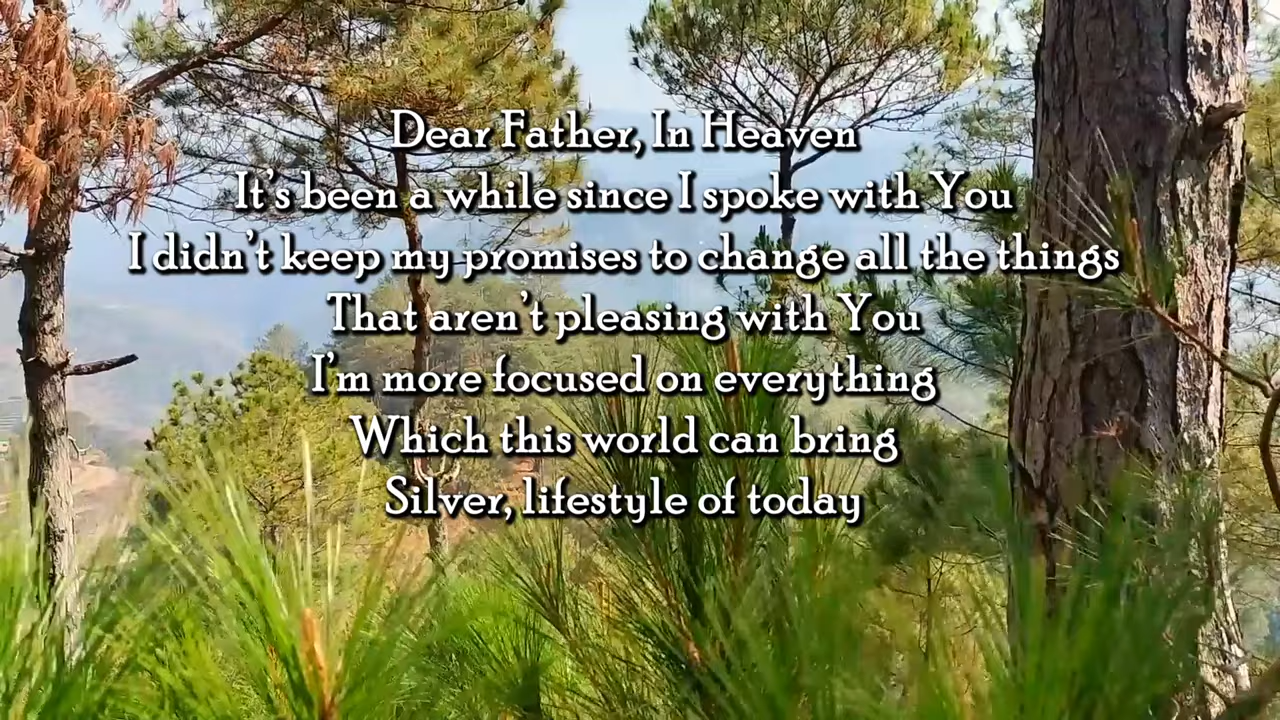 Dear Father, In Heaven
It's been a while since I spoke with You
I didn't keep my promises to change all the things
That aren't pleasing with You
I'm more focused on everything
Which this world can bring
Silver, lifestyle of today